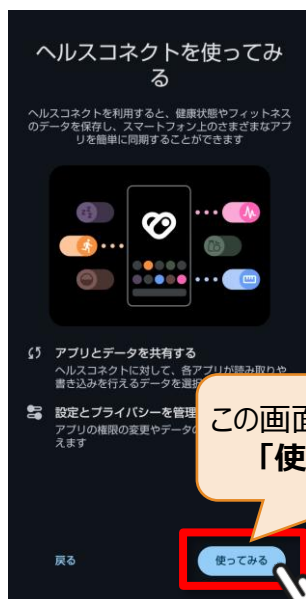 ヘルスコネクトを使ってみ
る
ヘルスコネクトを利用すると、健康状態やフィットネス
のデータを保存し、スマートフォン上のさまざまなアプ
リを簡単に同期することができます
アプリとデータを共有する
ヘルスコネクトに対して、各アプリが読み取りや
書き込みを行えるデータを選択
設定とプライバシーを管理
アプリの権限の変更やデータの
えます
この画面
「使
戻る
使ってみる